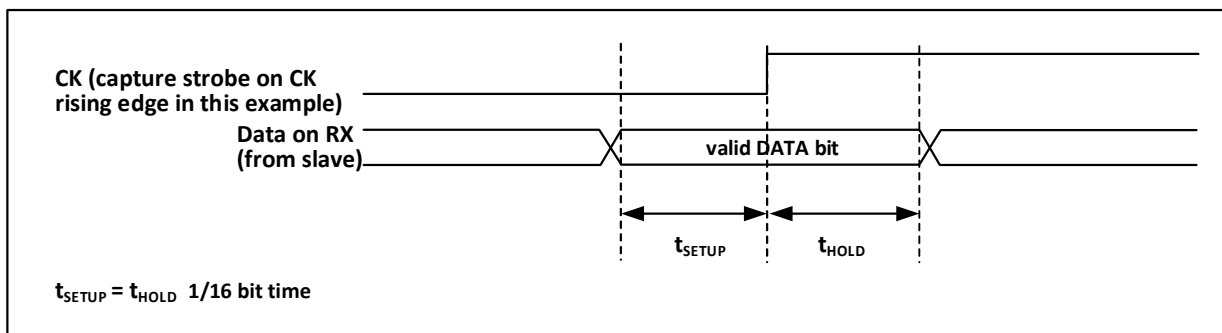 CK (capture strobe on CK
rising edge in this example)
Data on RX
(from slave)
valid DATA bit
tSETUP
tHOLD
tSETUP = tHOLD 1/16 bit time